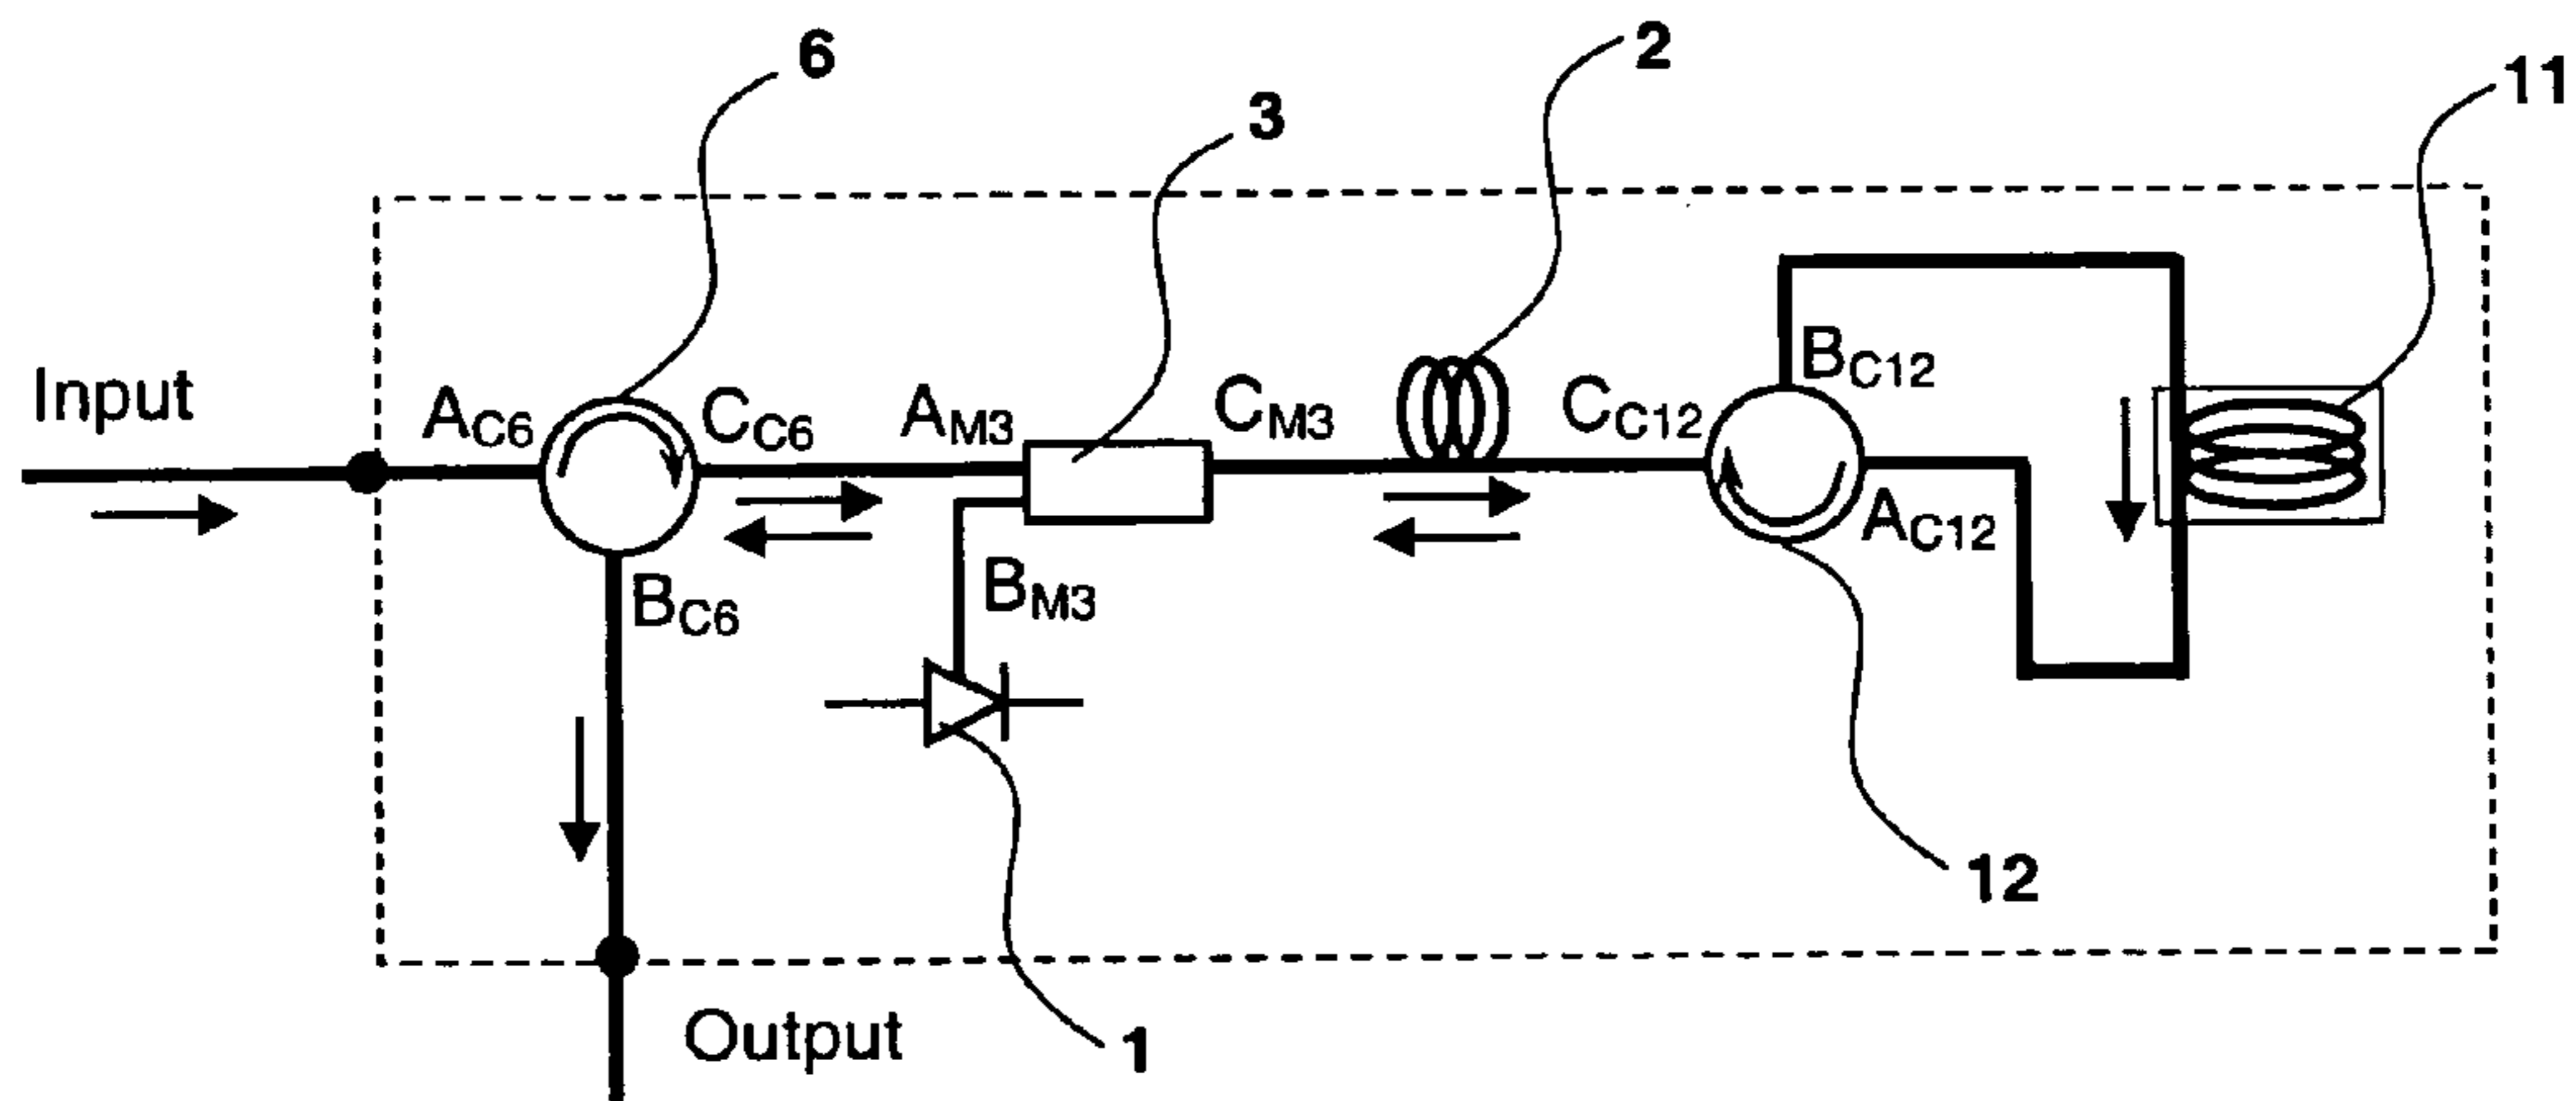 6
2
3
11
Input
A_C6
C_C6
A_M3
C_M3
C_C12
B_C12
A_C12
B_C6
B_M3
12
Output
1